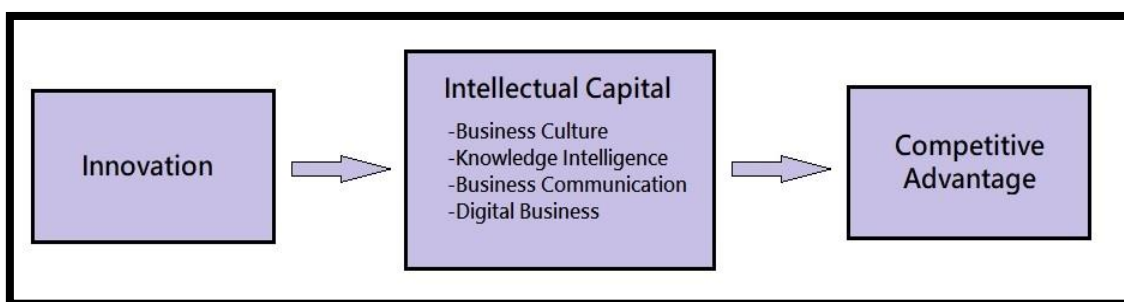 Innovation
Intellectual Capital
-Business Culture
-Knowledge Intelligence
-Business Communication
-Digital Business
Competitive
Advantage